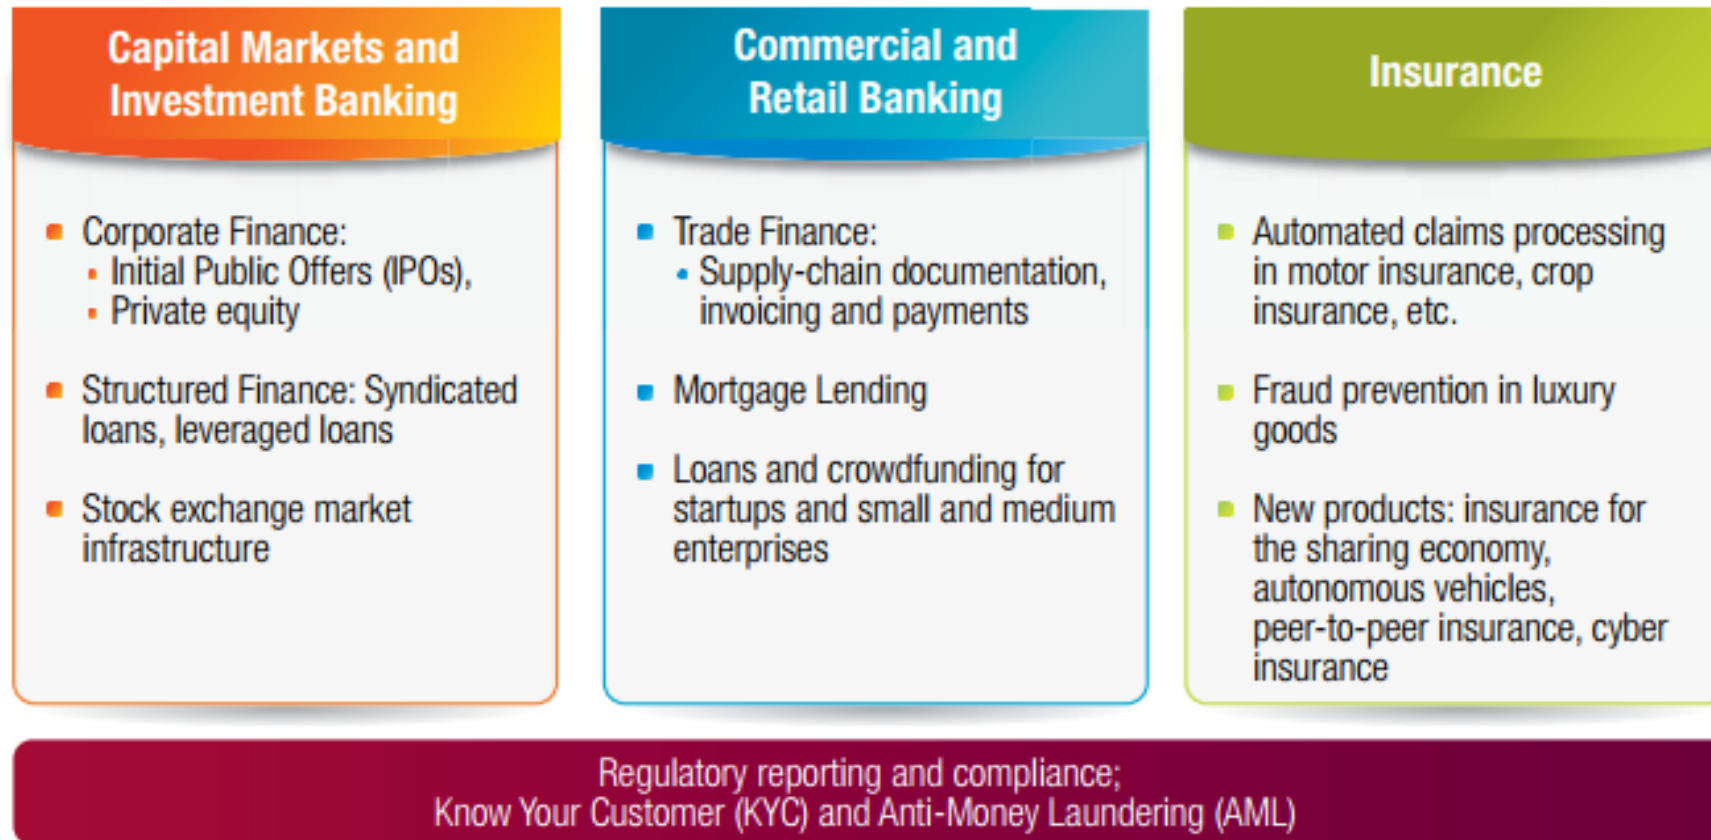 Capital Markets and
Investment Banking
Corporate Finance:
Initial Public Offers (IPOs),
Private equity
Structured Finance: Syndicated
loans, leveraged loans
Stock exchange market
infrastructure
Commercial and
Retail Banking
Trade Finance:
Supply-chain documentation,
invoicing and payments
Mortgage Lending
Loans and crowdfunding for
startups and small and medium
enterprises
Insurance
Automated claims processing
in motor insurance, crop
insurance, etc.
Fraud prevention in luxury
goods
New products: insurance for
the sharing economy,
autonomous vehicles,
peer-to-peer insurance, cyber
insurance
Regulatory reporting and compliance;
Know Your Customer (KYC) and Anti-Money Laundering (AML)